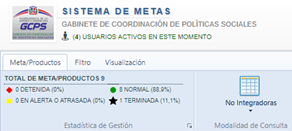 SISTEMA DE METAS
GABINETE DE COORDINACIÓN DE POLÍTICAS SOCIALES
(4) USUARIOS ACTIVOS EN ESTE MOMENTO
GCPS
Meta/Productos Filtro Visualización
TOTAL DE META/PRODUCTOS 9
0 DETENIDA (0%) 8 NORMAL (88,9%)
0 EN ALERTA O ATRASADA (0%) 1 TERMINADA (11,1%)
No Integradoras
Estadística de Gestión Modalidad de Consulta